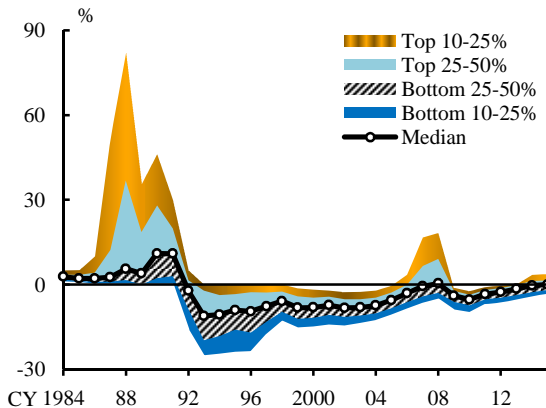 %
90
60
30
0
-30
Top 10-25%
Top 25-50%
Bottom 25-50%
Bottom 10-25%
Median
CY 1984 88 92 96 2000 04 08 12